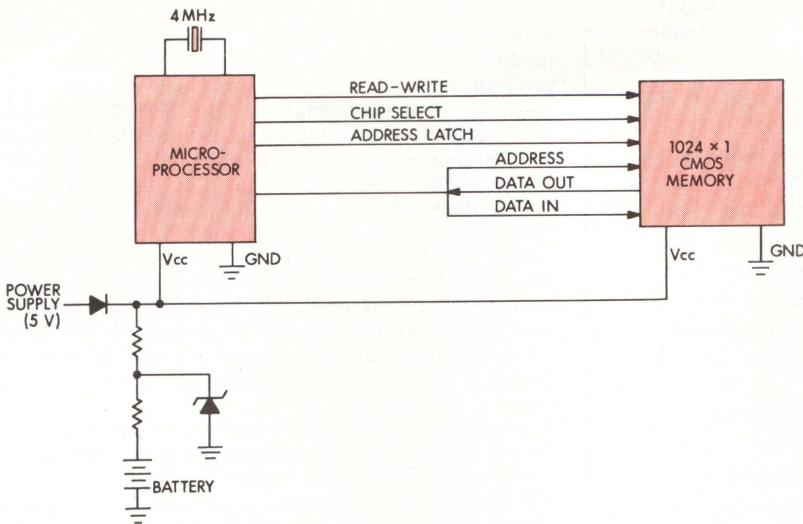 4 MHz
MICRO-
PROCESSOR
READ-WRITE
CHIP SELECT
ADDRESS LATCH
ADDRESS
DATA OUT
DATA IN
1024 × 1
CMOS
MEMORY
Vcc
GND
Vcc
GND
POWER
SUPPLY
(5 V)
BATTERY